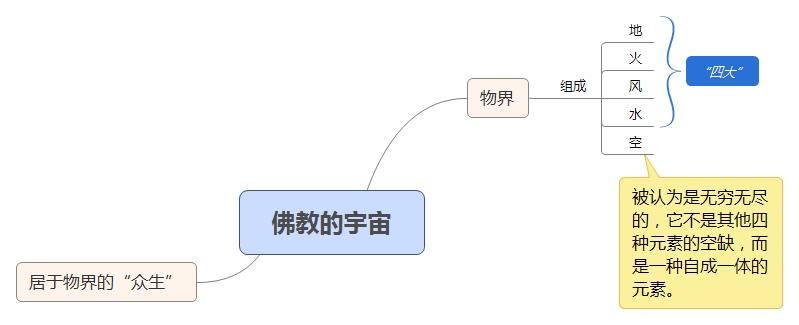 地
火
风
水
空
“四大”
组成
物界
被认为是无穷无尽
的，它不是其他四
种元素的空缺，而
是一种自成一体的
元素。
佛教的宇宙
居于物界的“众生”